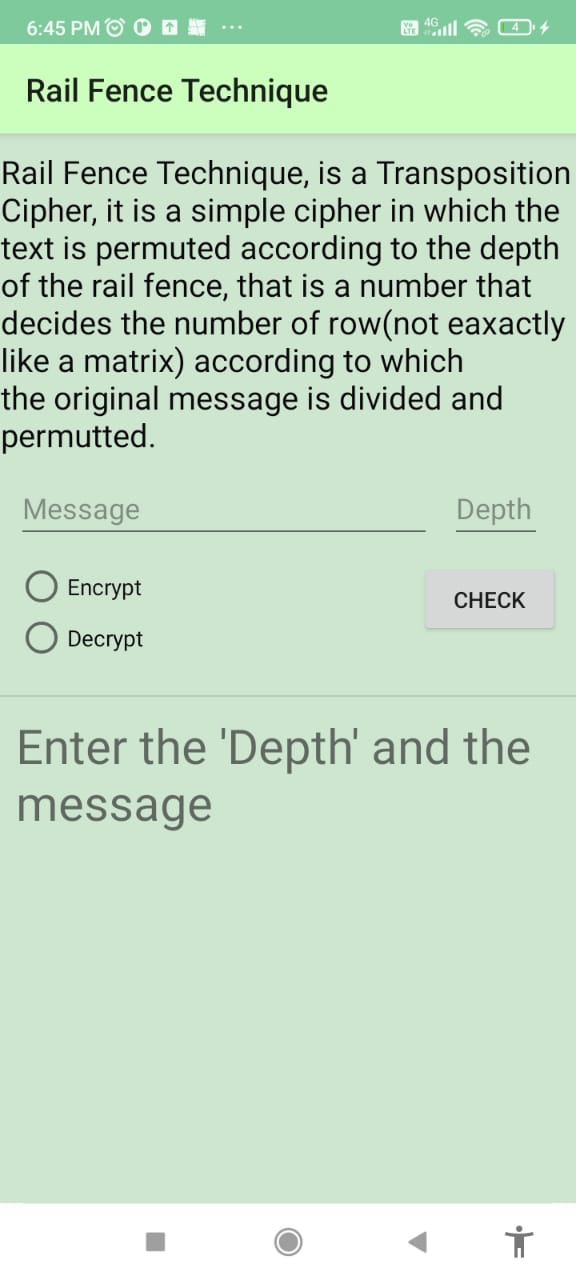 6:45 PM
Vo LTE 4G 4
Rail Fence Technique
Rail Fence Technique, is a Transposition
Cipher, it is a simple cipher in which the
text is permuted according to the depth
of the rail fence, that is a number that
decides the number of row(not eaxactly
like a matrix) according to which
the original message is divided and
permutted.
Message Depth
Encrypt
CHECK
Decrypt
Enter the 'Depth' and the
message